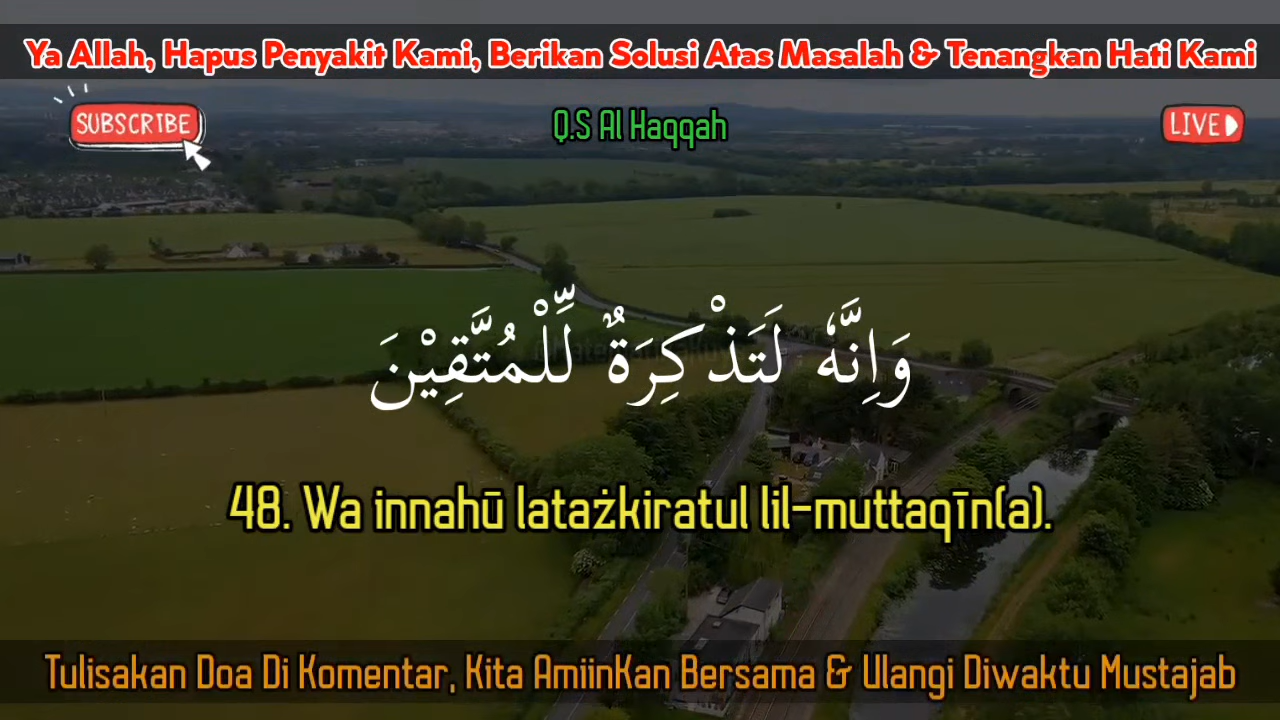 Ya Allah, Hapus Penyakit Kami, Berikan Solusi Atas Masalah & Tenangkan Hati Kami
SUBSCRIBE
Q.S Al Haqqah
LIVE
وَاِنَّهٗ لَتَذْكِرَةٌ لِّلْمُتَّقِيْنَ
48. Wa innahū latażkiratul lil-muttaqīn(a).
Tulisakan Doa Di Komentar, Kita AmiinKan Bersama & Ulangi Diwaktu Mustajab